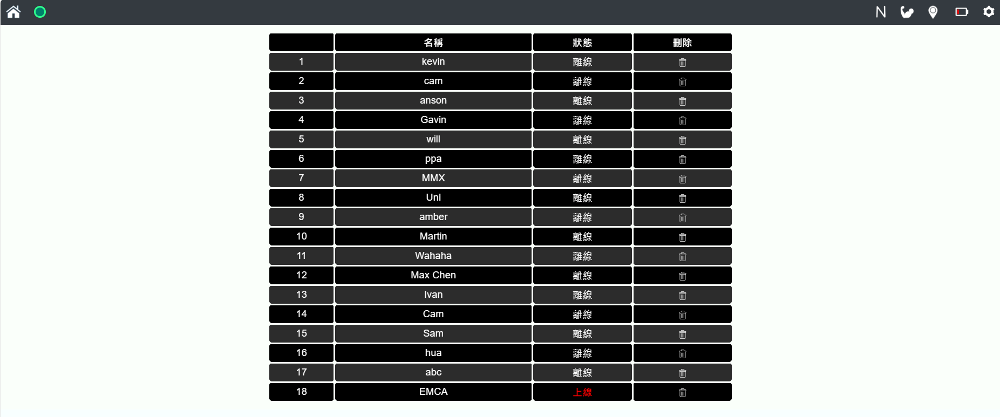 N
名稱 狀態 刪除
1 kevin 離線
2 cam 離線
3 anson 離線
4 Gavin 離線
5 will 離線
6 ppa 離線
7 MMX 離線
8 Uni 離線
9 amber 離線
10 Martin 離線
11 Wahaha 離線
12 Max Chen 離線
13 Ivan 離線
14 Cam 離線
15 Sam 離線
16 hua 離線
17 abc 離線
18 EMCA 上線